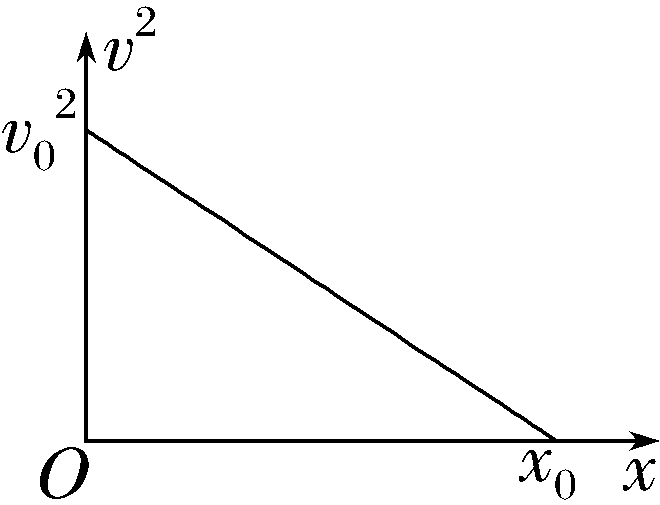 v²
v₀²
O
x₀
x